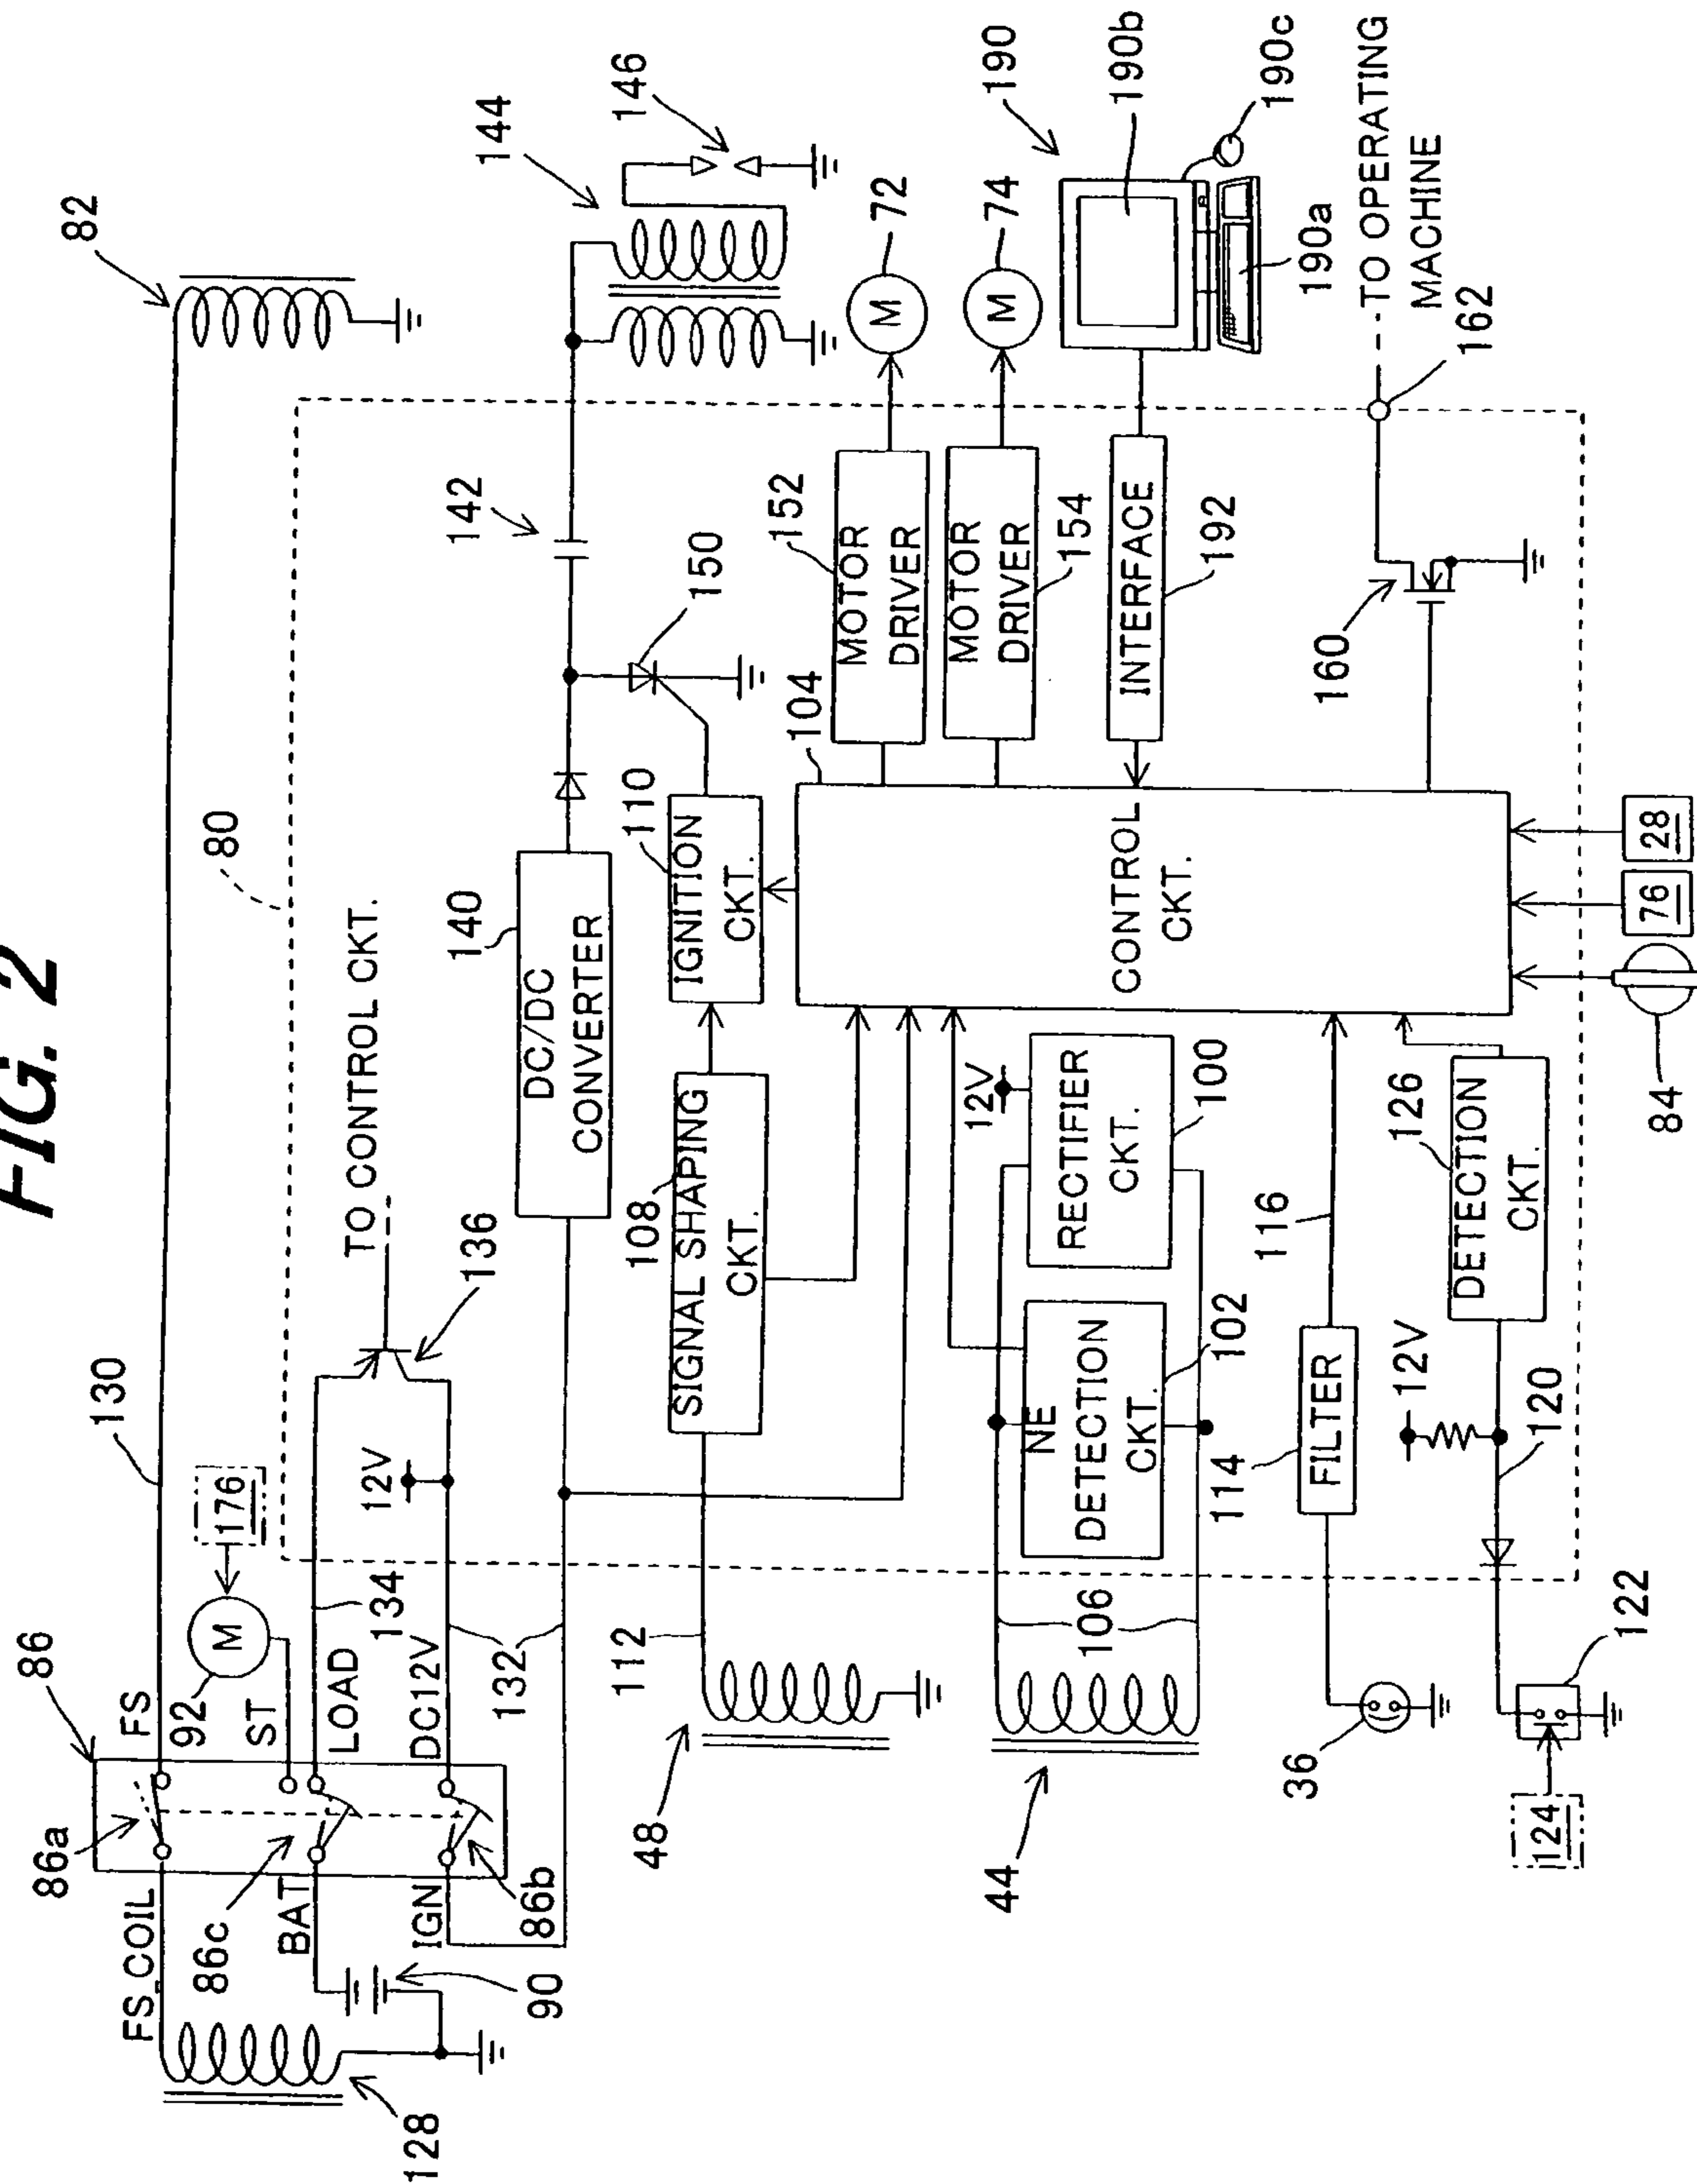 FIG. 2
82
130
86
FS
86a
FS_COIL
128
176
92
M
ST
LOAD
134
BAT
86c
90
IGN
86b
DC12V
132
12V
136
TO CONTROL CKT.
80
140
DC/DC
CONVERTER
142
144
146
150
110
IGNITION
CKT.
108
SIGNAL SHAPING
CKT.
112
48
104
CONTROL
CKT.
152
MOTOR
DRIVER
M
72
MOTOR
DRIVER
154
M
74
INTERFACE
192
190
190b
190c
190a
TO OPERATING
MACHINE
162
160
12V
RECTIFIER
CKT.
100
NE
DETECTION
CKT.
102
106
44
114
FILTER
116
36
12V
120
126
DETECTION
CKT.
122
124
84
76
28